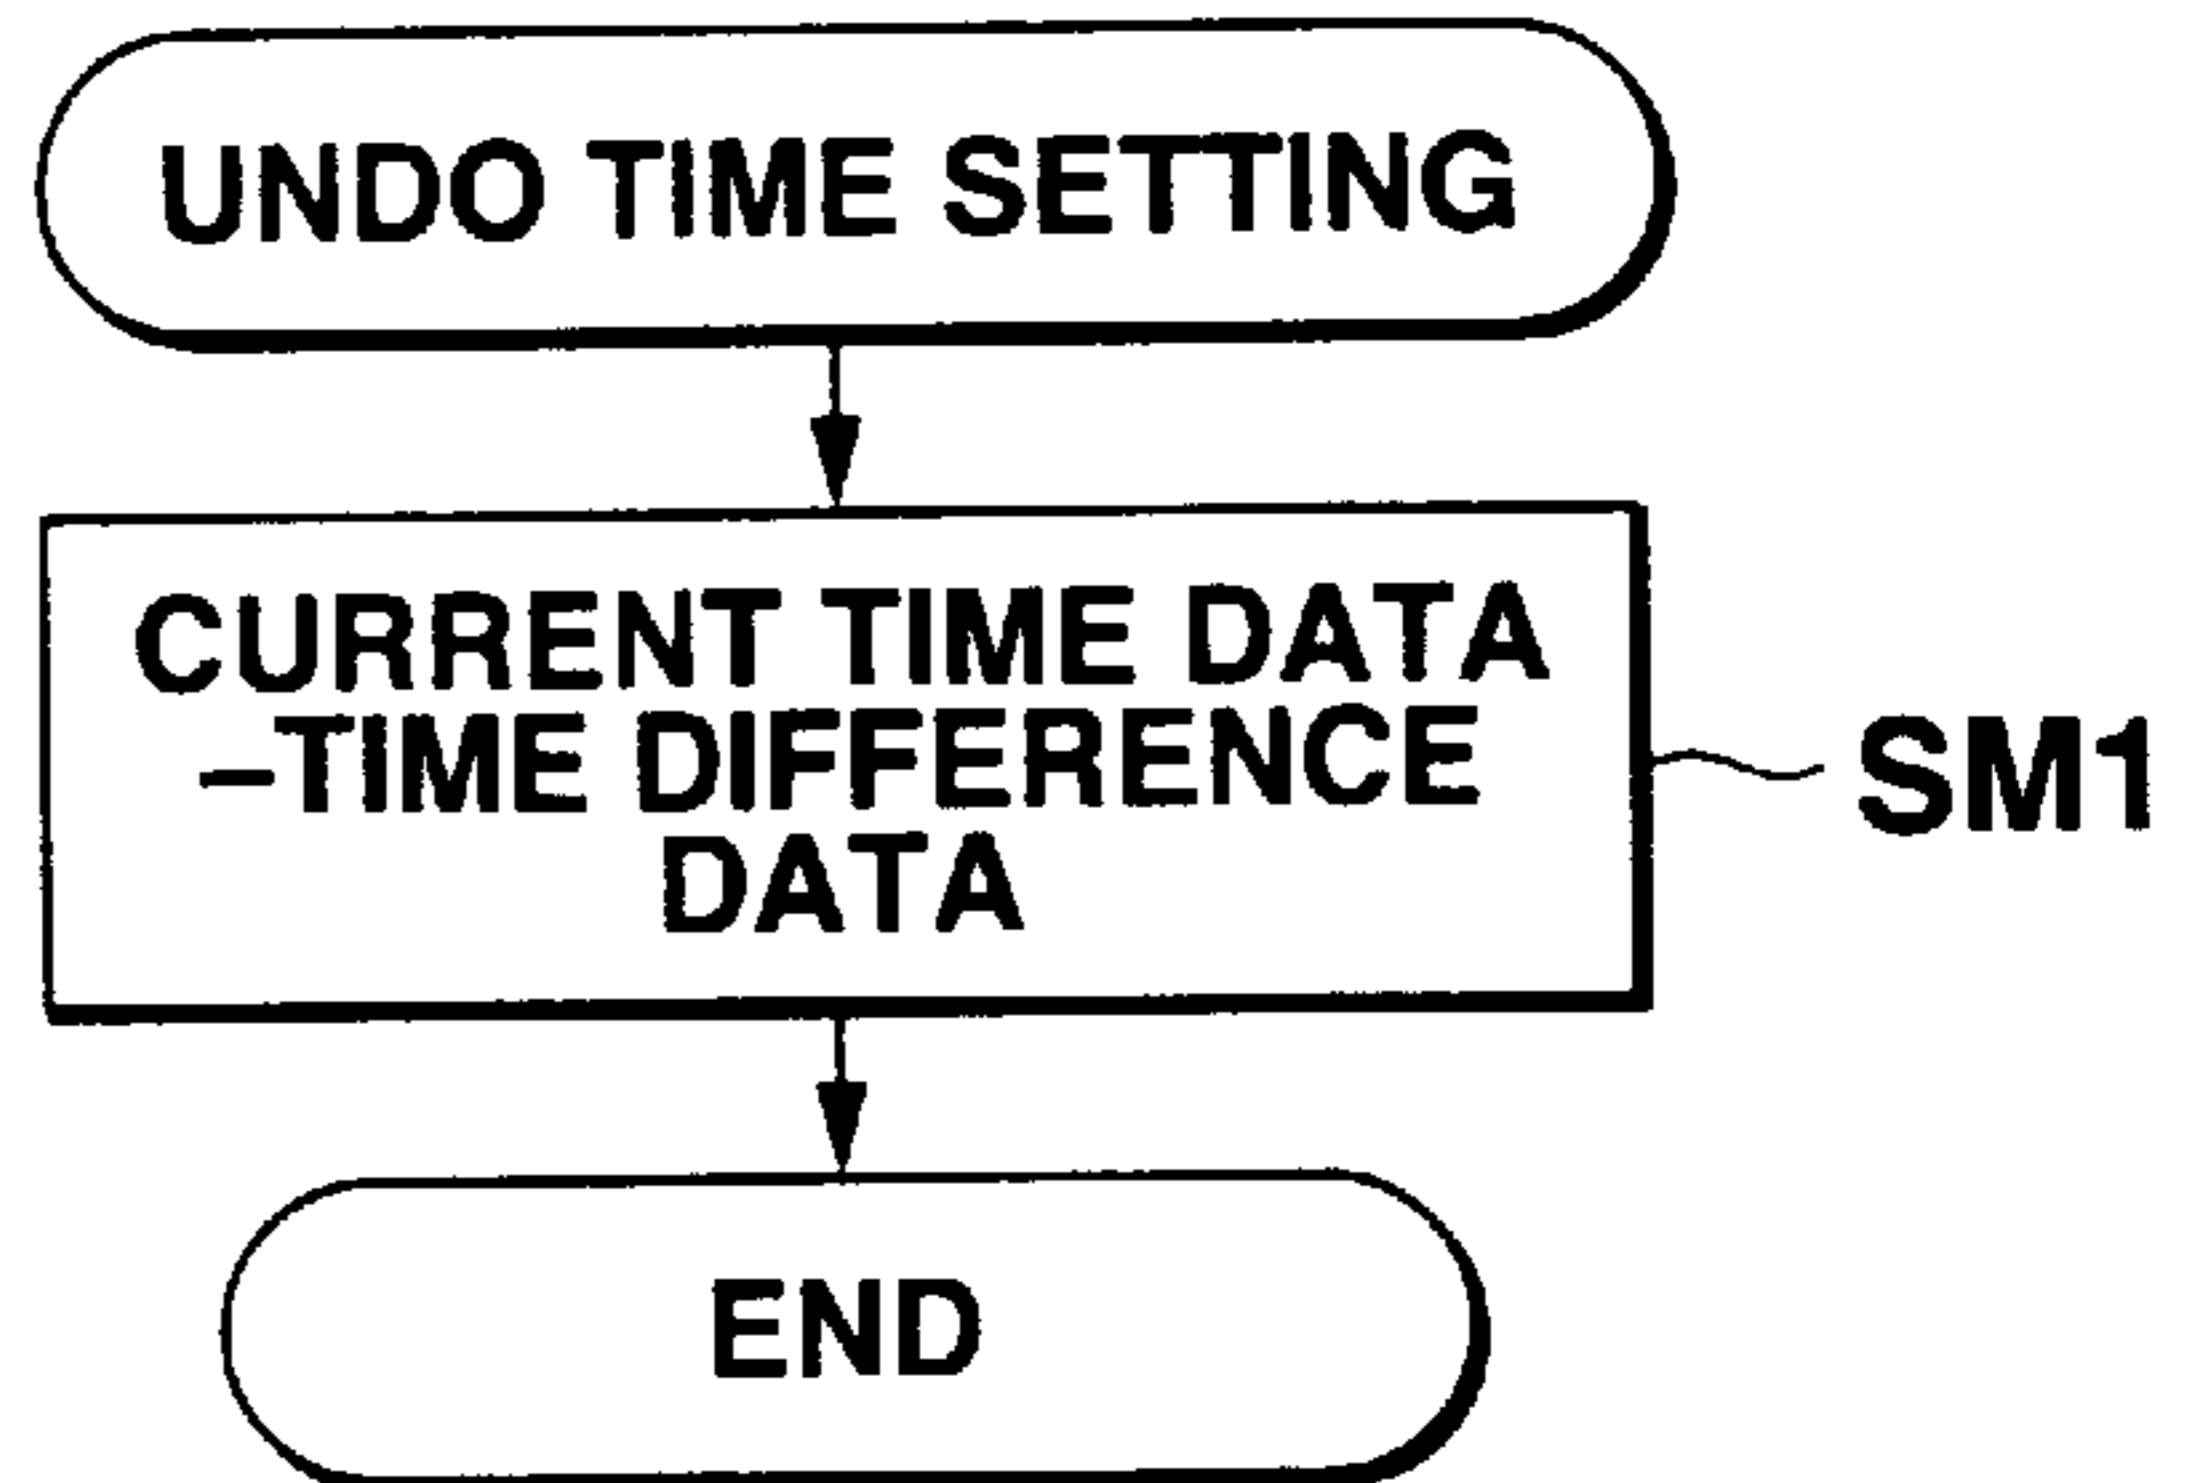 UNDO TIME SETTING
CURRENT TIME DATA
–TIME DIFFERENCE
DATA
SM1
END